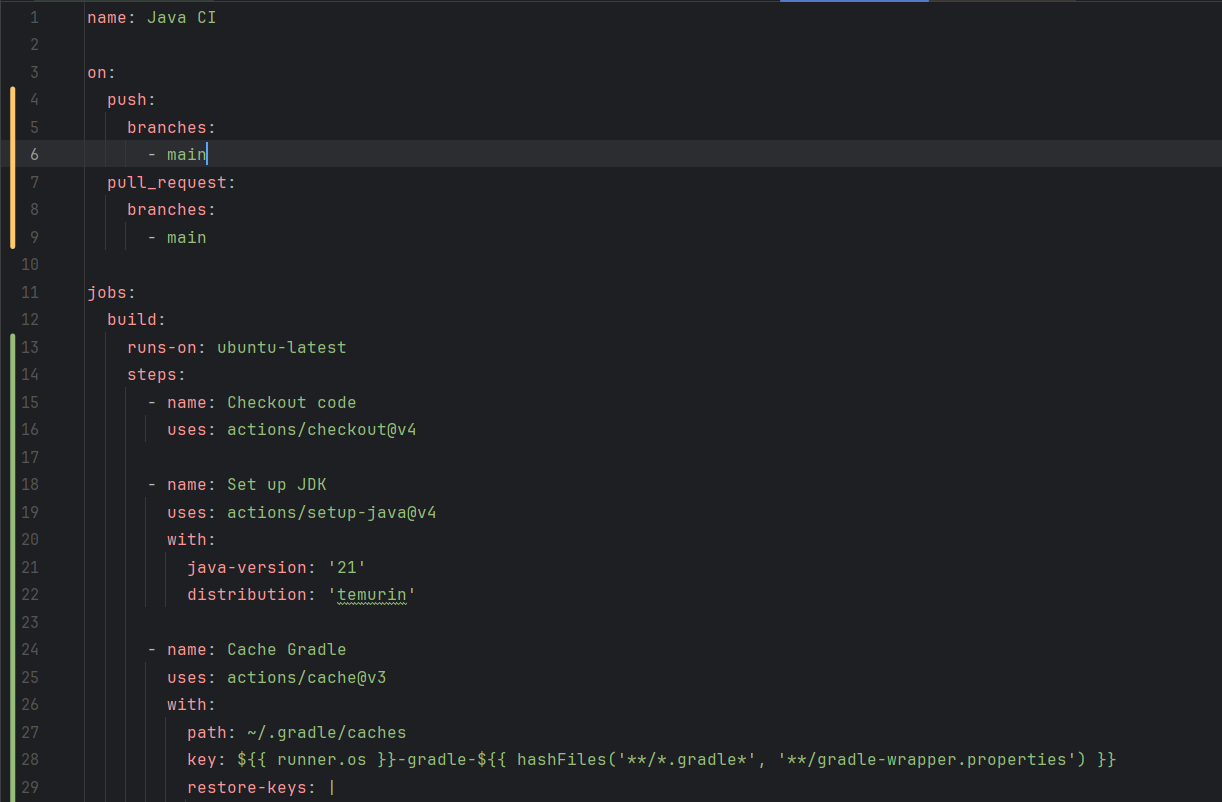 1 name: Java CI
2
3 on:
4   push:
5     branches:
6       - main
7   pull_request:
8     branches:
9       - main
10
11 jobs:
12   build:
13     runs-on: ubuntu-latest
14     steps:
15       - name: Checkout code
16         uses: actions/checkout@v4
17
18       - name: Set up JDK
19         uses: actions/setup-java@v4
20         with:
21           java-version: '21'
22           distribution: 'temurin'
23
24       - name: Cache Gradle
25         uses: actions/cache@v3
26         with:
27           path: ~/.gradle/caches
28           key: ${{ runner.os }}-gradle-${{ hashFiles('**/*.gradle*', '**/gradle-wrapper.properties') }}
29           restore-keys: |